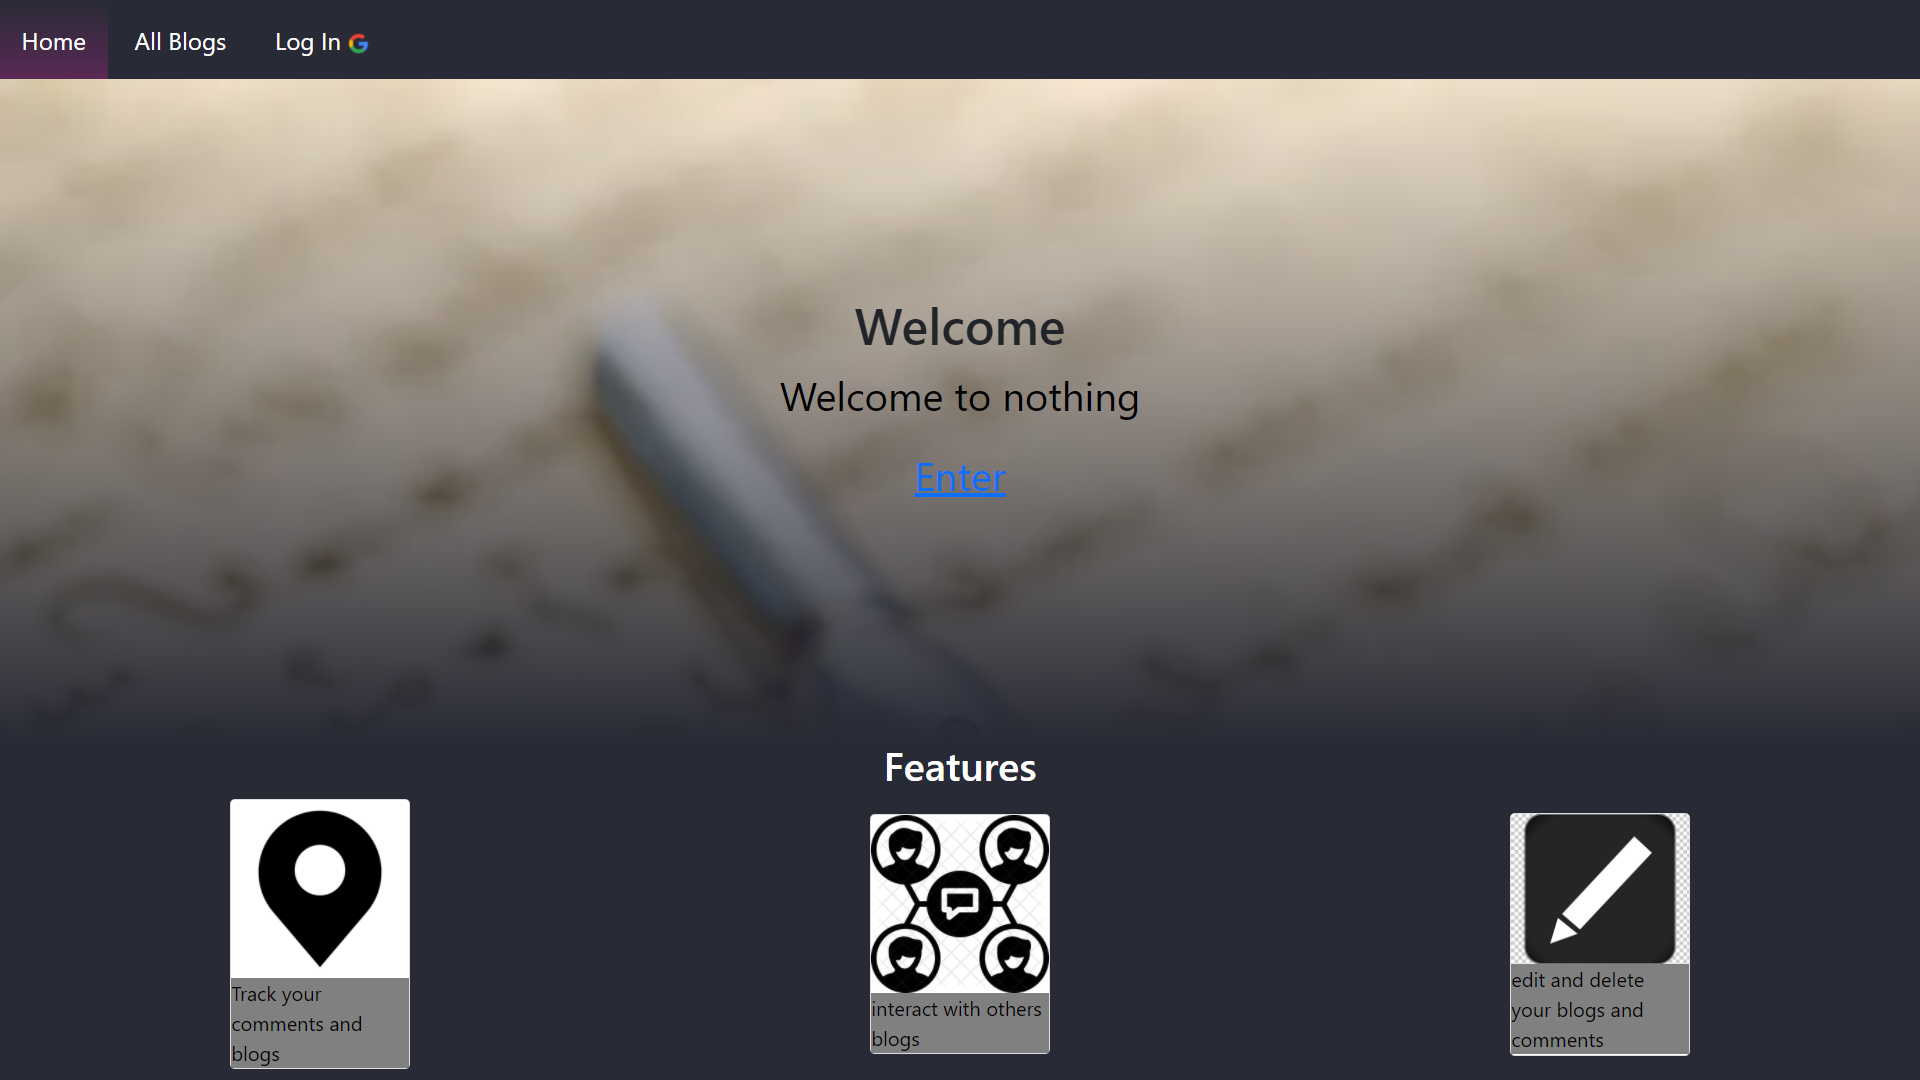 Home All Blogs Log In
Welcome
Welcome to nothing
Enter
Features
Track your
comments and
blogs
interact with others
blogs
edit and delete
your blogs and
comments